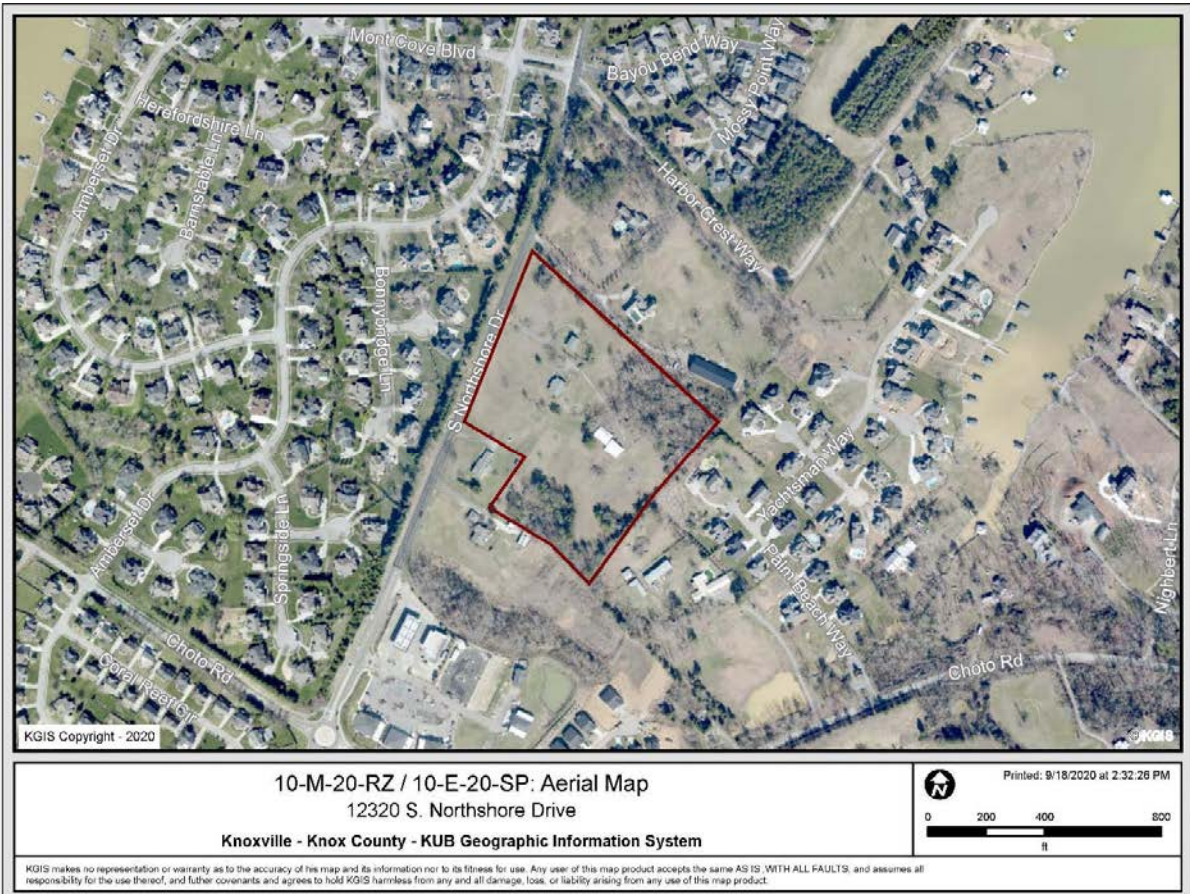 Mont Cove Blvd
Bayou Bend Way
Mossy Point Way
Herefordshire Ln
Amberset Dr
Barnstable Ln
Harbor Crest Way
Bonnybridge Ln
S Northshore Dr
Yachtsman Way
Amberset Dr
Springside Ln
Palm Beach Way
Nighbert Ln
Choto Rd
Choto Rd
Coral Reef Cir
KGIS Copyright - 2020
©KGIS
10-M-20-RZ / 10-E-20-SP: Aerial Map
12320 S. Northshore Drive
Knoxville - Knox County - KUB Geographic Information System
N
Printed: 9/18/2020 at 2:32:26 PM
0 200 400 800
ft
KGIS makes no representation or warranty as to the accuracy of his map and its information nor to its fitness for use. Any user of this map product accepts the same AS IS ,WITH ALL FAULTS, and assumes all
responsibility for the use thereof, and futher covenants and agrees to hold KGIS harmless from any and all damage, loss, or liability arising from any use of this map product.